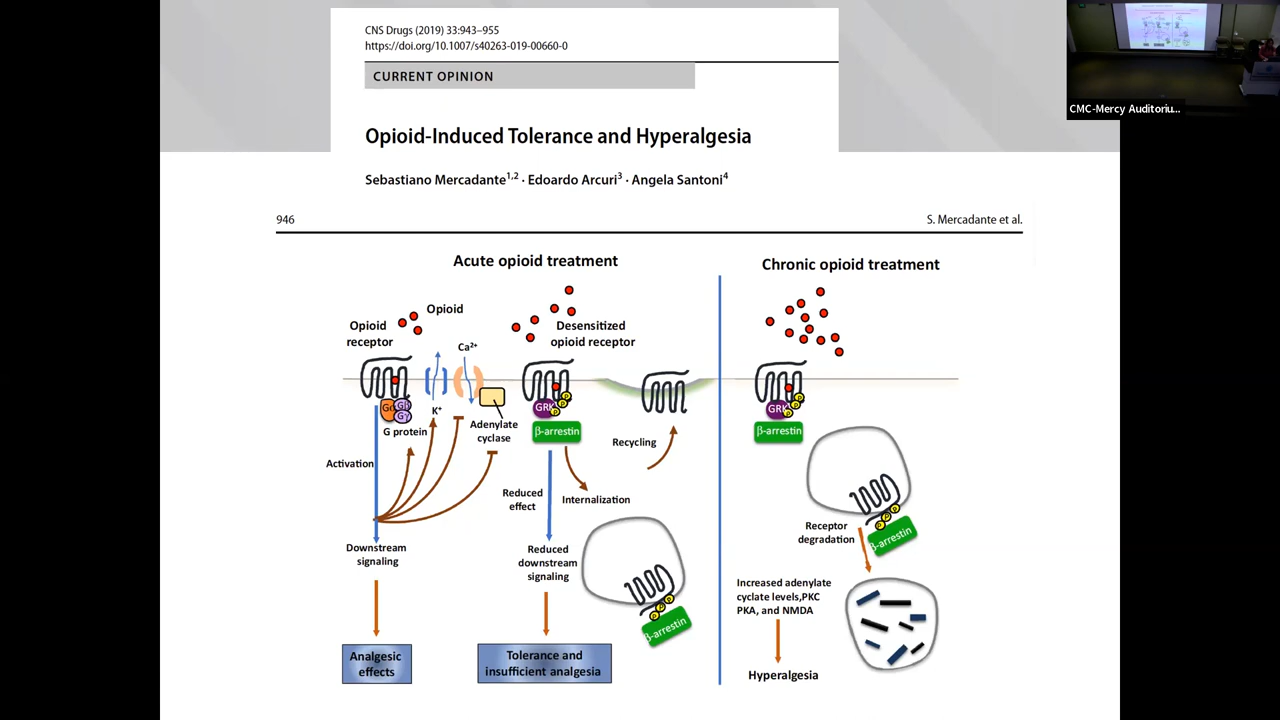 CNS Drugs (2019) 33:943–955
https://doi.org/10.1007/s40263-019-00660-0
CURRENT OPINION
Opioid-Induced Tolerance and Hyperalgesia
Sebastiano Mercadante1,2 · Edoardo Arcuri3 · Angela Santoni4
CMC-Mercy Auditoriu...
946
S. Mercadante et al.
Acute opioid treatment
Chronic opioid treatment
Opioid
Opioid
receptor
Ca2+
Desensitized
opioid receptor
Gα
Gβ
Gγ
G protein
K+
Adenylate
cyclase
GRK
P
P
P
β-arrestin
Recycling
GRK
P
P
P
β-arrestin
Activation
Reduced
effect
Internalization
Downstream
signaling
Reduced
downstream
signaling
P
P
P
β-arrestin
Receptor
degradation
P
P
P
β-arrestin
Increased adenylate
cyclate levels,PKC
PKA, and NMDA
Analgesic
effects
Tolerance and
insufficient analgesia
Hyperalgesia